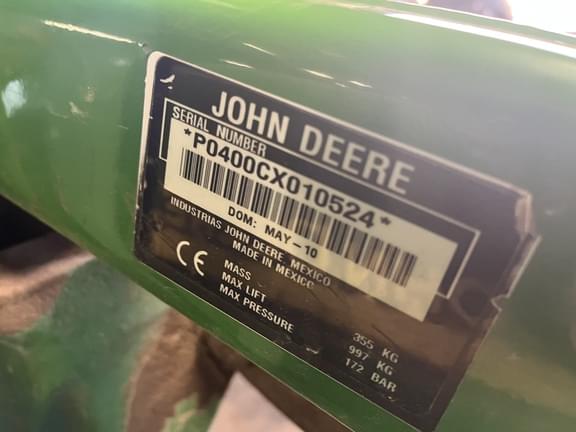 JOHN DEERE
SERIAL NUMBER
*P0400CX010524*
DOM: MAY-10
INDUSTRIAS JOHN DEERE, MEXICO
MADE IN MEXICO
CE
MASS 355 KG
MAX LIFT 997 KG
MAX PRESSURE 172 BAR